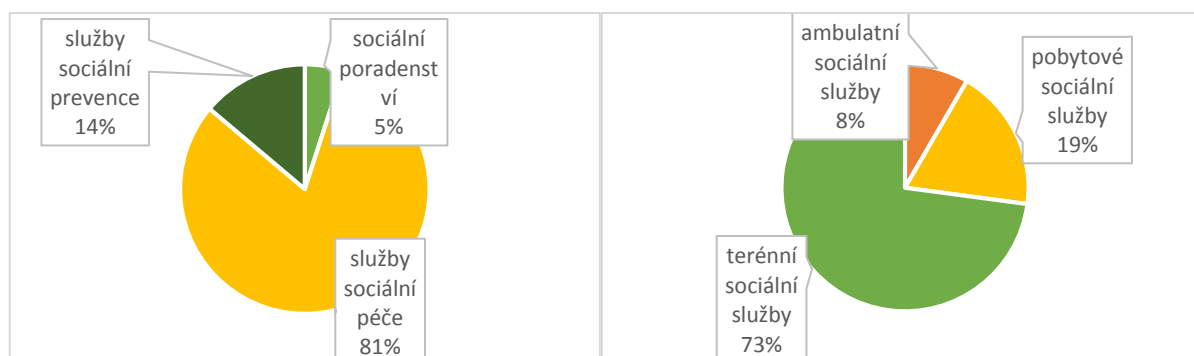 služby
sociální
prevence
14%
sociální
poradenst
ví
5%
služby
sociální
péče
81%
ambulatní
sociální
služby
8%
pobytové
sociální
služby
19%
terénní
sociální
služby
73%